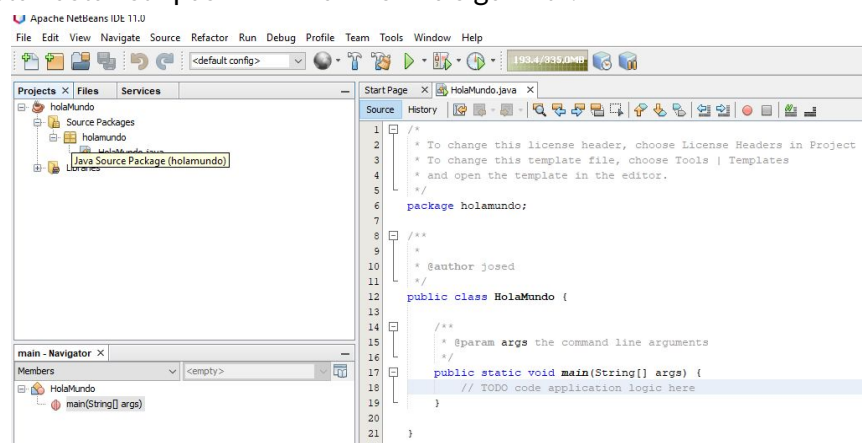 Apache NetBeans IDE 11.0
File Edit View Navigate Source Refactor Run Debug Profile Team Tools Window Help
<default config>
193.4/335,0MB
Projects Files Services
holaMundo
Source Packages
holamundo
Java Source Package (holamundo)
Libraries
main - Navigator
Members
<empty>
HolaMundo
main(String[] args)
Start Page HolaMundo.java
Source History
1 /*
2 * To change this license header, choose License Headers in Project
3 * To change this template file, choose Tools | Templates
4 * and open the template in the editor.
5 */
6 package holamundo;
7
8 /**
9 *
10 * @author josed
11 */
12 public class HolaMundo {
13
14 /**
15 * @param args the command line arguments
16 */
17 public static void main(String[] args) {
18 // TODO code application logic here
19 }
20
21 }